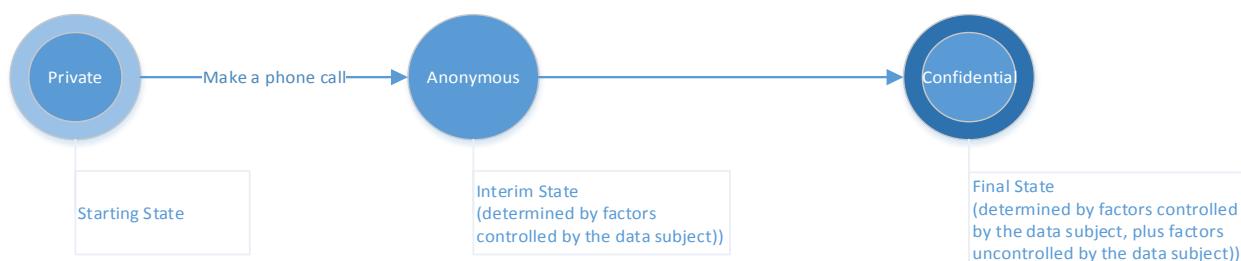 Private
Make a phone call
Anonymous
Confidential
Starting State
Interim State
(determined by factors
controlled by the data subject))
Final State
(determined by factors controlled
by the data subject, plus factors
uncontrolled by the data subject))